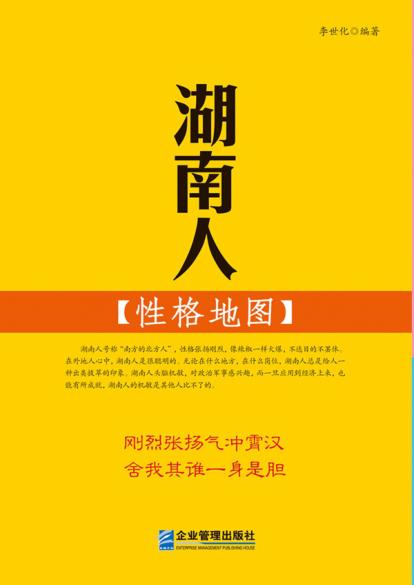 李世化◎编著
湖南人
【性格地图】
湖南人号称“南方的北方人”，性格张扬刚烈，像辣椒一样火爆，不达目的不罢休。
在外地人心中，湖南人是很聪明的。无论在什么地方，在什么岗位，湖南人总是给人一
种出类拔萃的印象。湖南人头脑机敏，对政治军事感兴趣，而一旦应用到经济上来，也
能有所成就，湖南人的机敏是其他人比不了的。
刚烈张扬气冲霄汉
舍我其谁一身是胆
企业管理出版社
ENTERPRISE MANAGEMENT PUBLISHING HOUSE